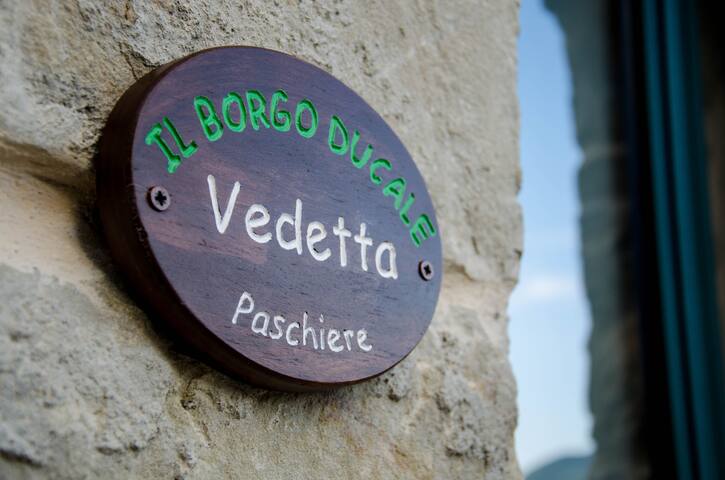 IL BORGO DUCALE
Vedetta
Paschiere